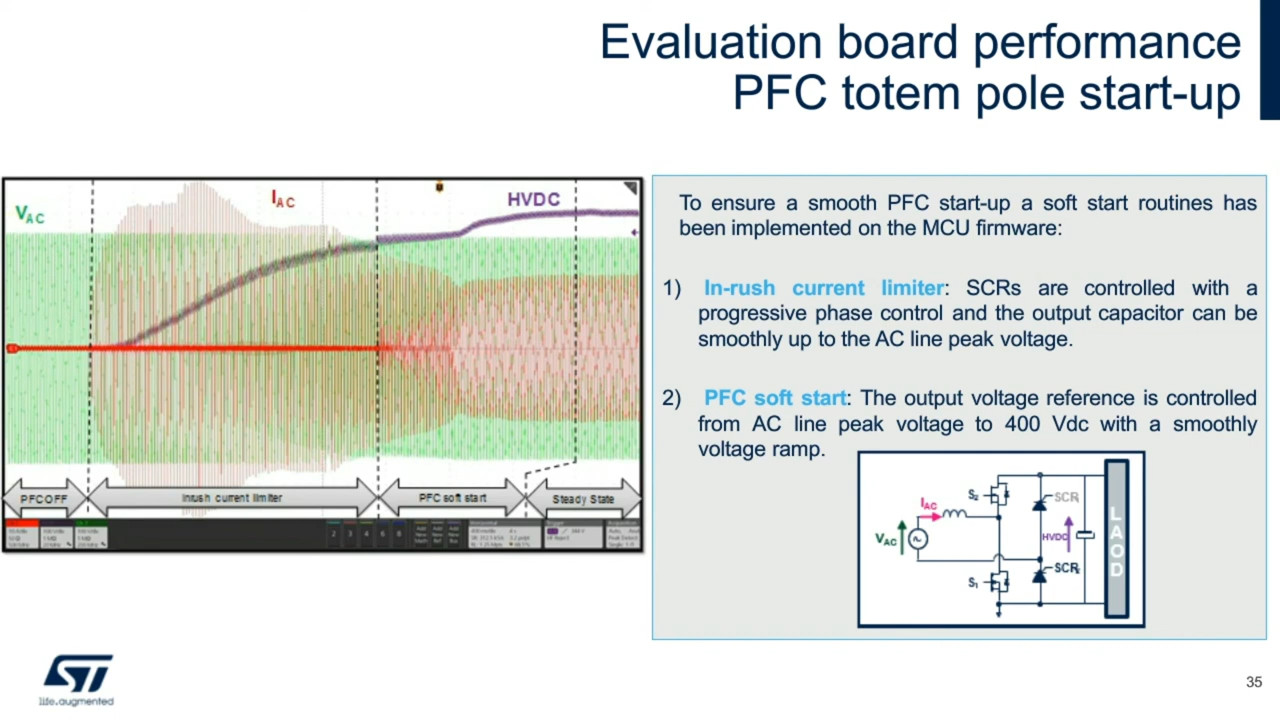 Evaluation board performance
PFC totem pole start-up
VAC
IAC
HVDC
PFC OFF
Inrush current limiter
PFC soft start
Steady State
To ensure a smooth PFC start-up a soft start routines has
been implemented on the MCU firmware:
1) In-rush current limiter: SCRs are controlled with a
progressive phase control and the output capacitor can be
smoothly up to the AC line peak voltage.
2) PFC soft start: The output voltage reference is controlled
from AC line peak voltage to 400 Vdc with a smoothly
voltage ramp.
IAC
VAC
S2
S1
SCR
SCR
HVDC
LAOD
ST
life.augmented
35